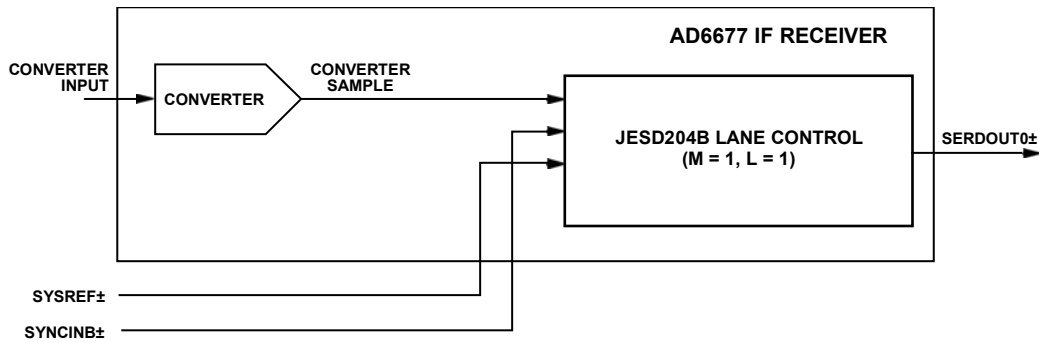 AD6677 IF RECEIVER
CONVERTER
INPUT
CONVERTER
CONVERTER
SAMPLE
JESD204B LANE CONTROL
(M = 1, L = 1)
SERDOUT0±
SYSREF±
SYNCINB±